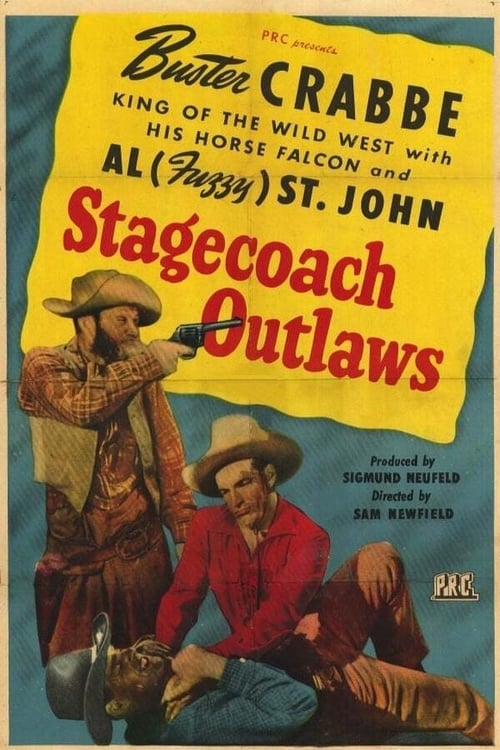 PRC presents
Buster CRABBE
KING OF THE WILD WEST with
HIS HORSE FALCON and
AL (Fuzzy) ST. JOHN
Stagecoach
Outlaws
Produced by
SIGMUND NEUFELD
Directed by
SAM NEWFIELD
P.R.C.